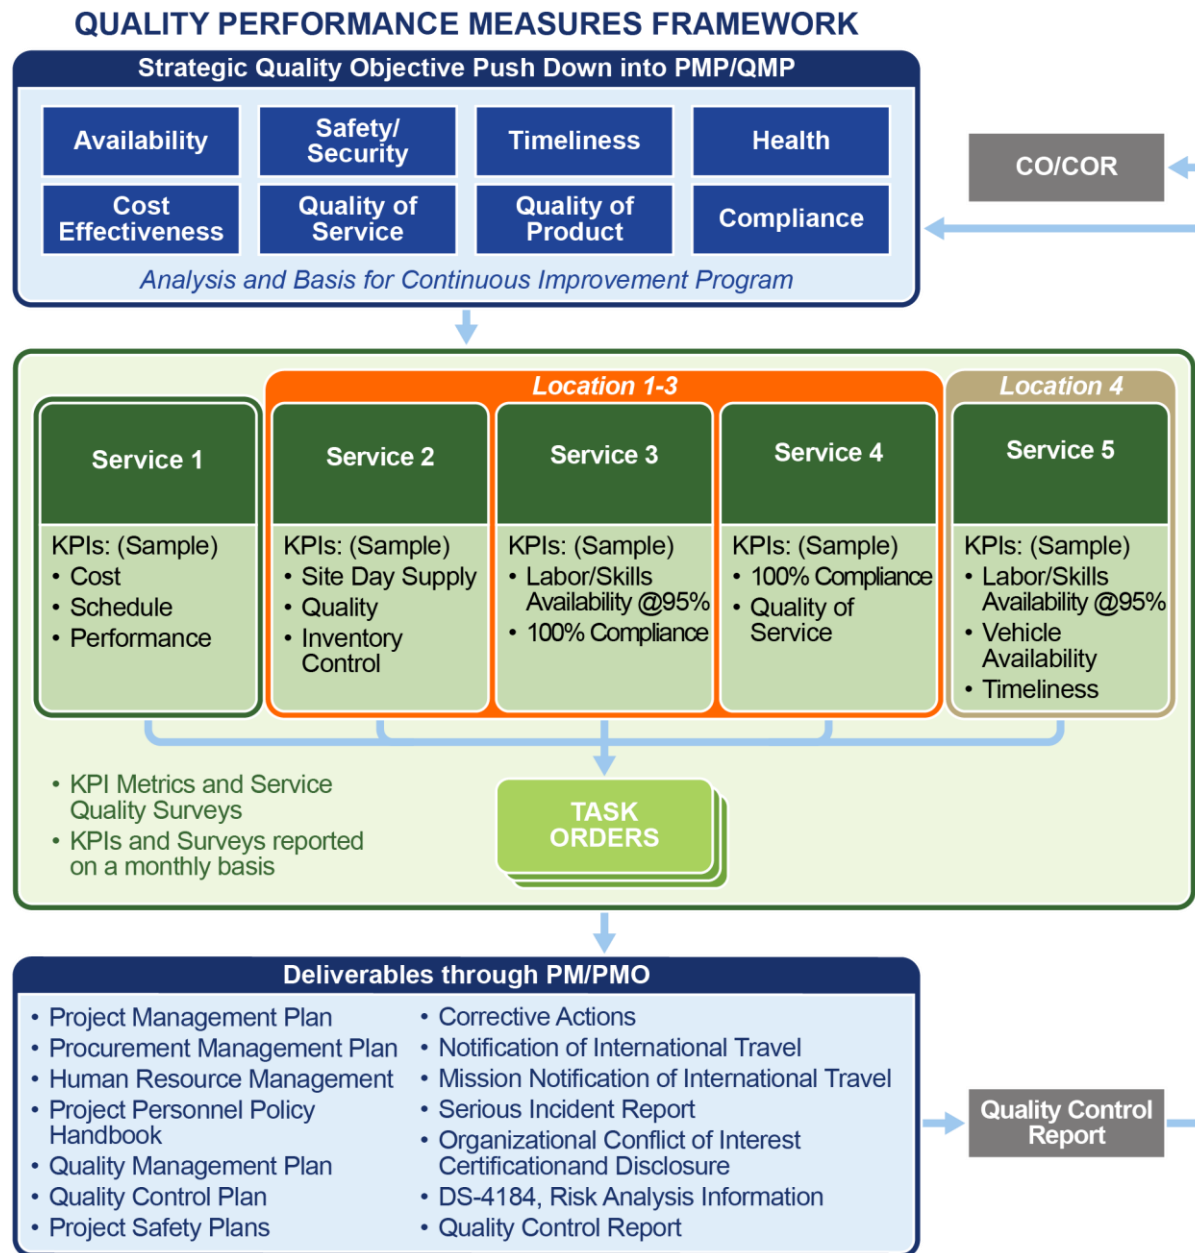 QUALITY PERFORMANCE MEASURES FRAMEWORK
Strategic Quality Objective Push Down into PMP/QMP
Availability
Safety/
Security
Timeliness
Health
Cost
Effectiveness
Quality of
Service
Quality of
Product
Compliance
Analysis and Basis for Continuous Improvement Program
CO/COR
Location 1-3
Location 4
Service 1
KPIs: (Sample)
• Cost
• Schedule
• Performance
Service 2
KPIs: (Sample)
• Site Day Supply
• Quality
• Inventory
Control
Service 3
KPIs: (Sample)
• Labor/Skills
Availability @95%
• 100% Compliance
Service 4
KPIs: (Sample)
• 100% Compliance
• Quality of
Service
Service 5
KPIs: (Sample)
• Labor/Skills
Availability @95%
• Vehicle
Availability
• Timeliness
• KPI Metrics and Service
Quality Surveys
• KPIs and Surveys reported
on a monthly basis
TASK
ORDERS
Deliverables through PM/PMO
• Project Management Plan
• Procurement Management Plan
• Human Resource Management
• Project Personnel Policy
Handbook
• Quality Management Plan
• Quality Control Plan
• Project Safety Plans
• Corrective Actions
• Notification of International Travel
• Mission Notification of International Travel
• Serious Incident Report
• Organizational Conflict of Interest
Certificationand Disclosure
• DS-4184, Risk Analysis Information
• Quality Control Report
Quality Control
Report